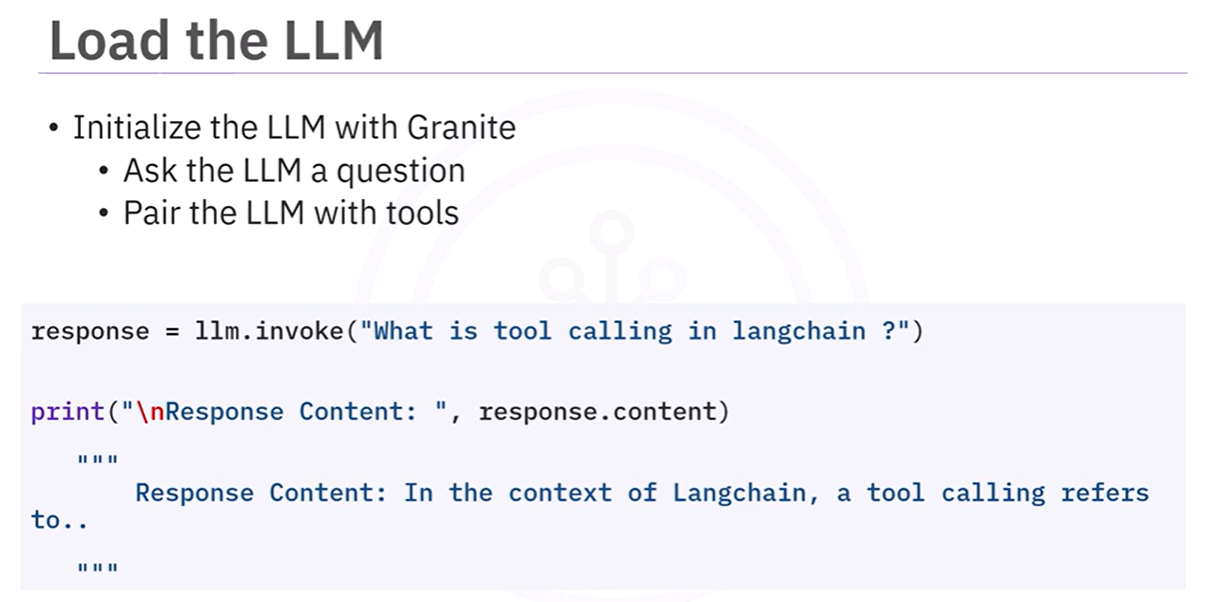 Load the LLM
• Initialize the LLM with Granite
• Ask the LLM a question
• Pair the LLM with tools
response = llm.invoke("What is tool calling in langchain ?")
print("\nResponse Content: ", response.content)
"""
Response Content: In the context of Langchain, a tool calling refers
to..
"""